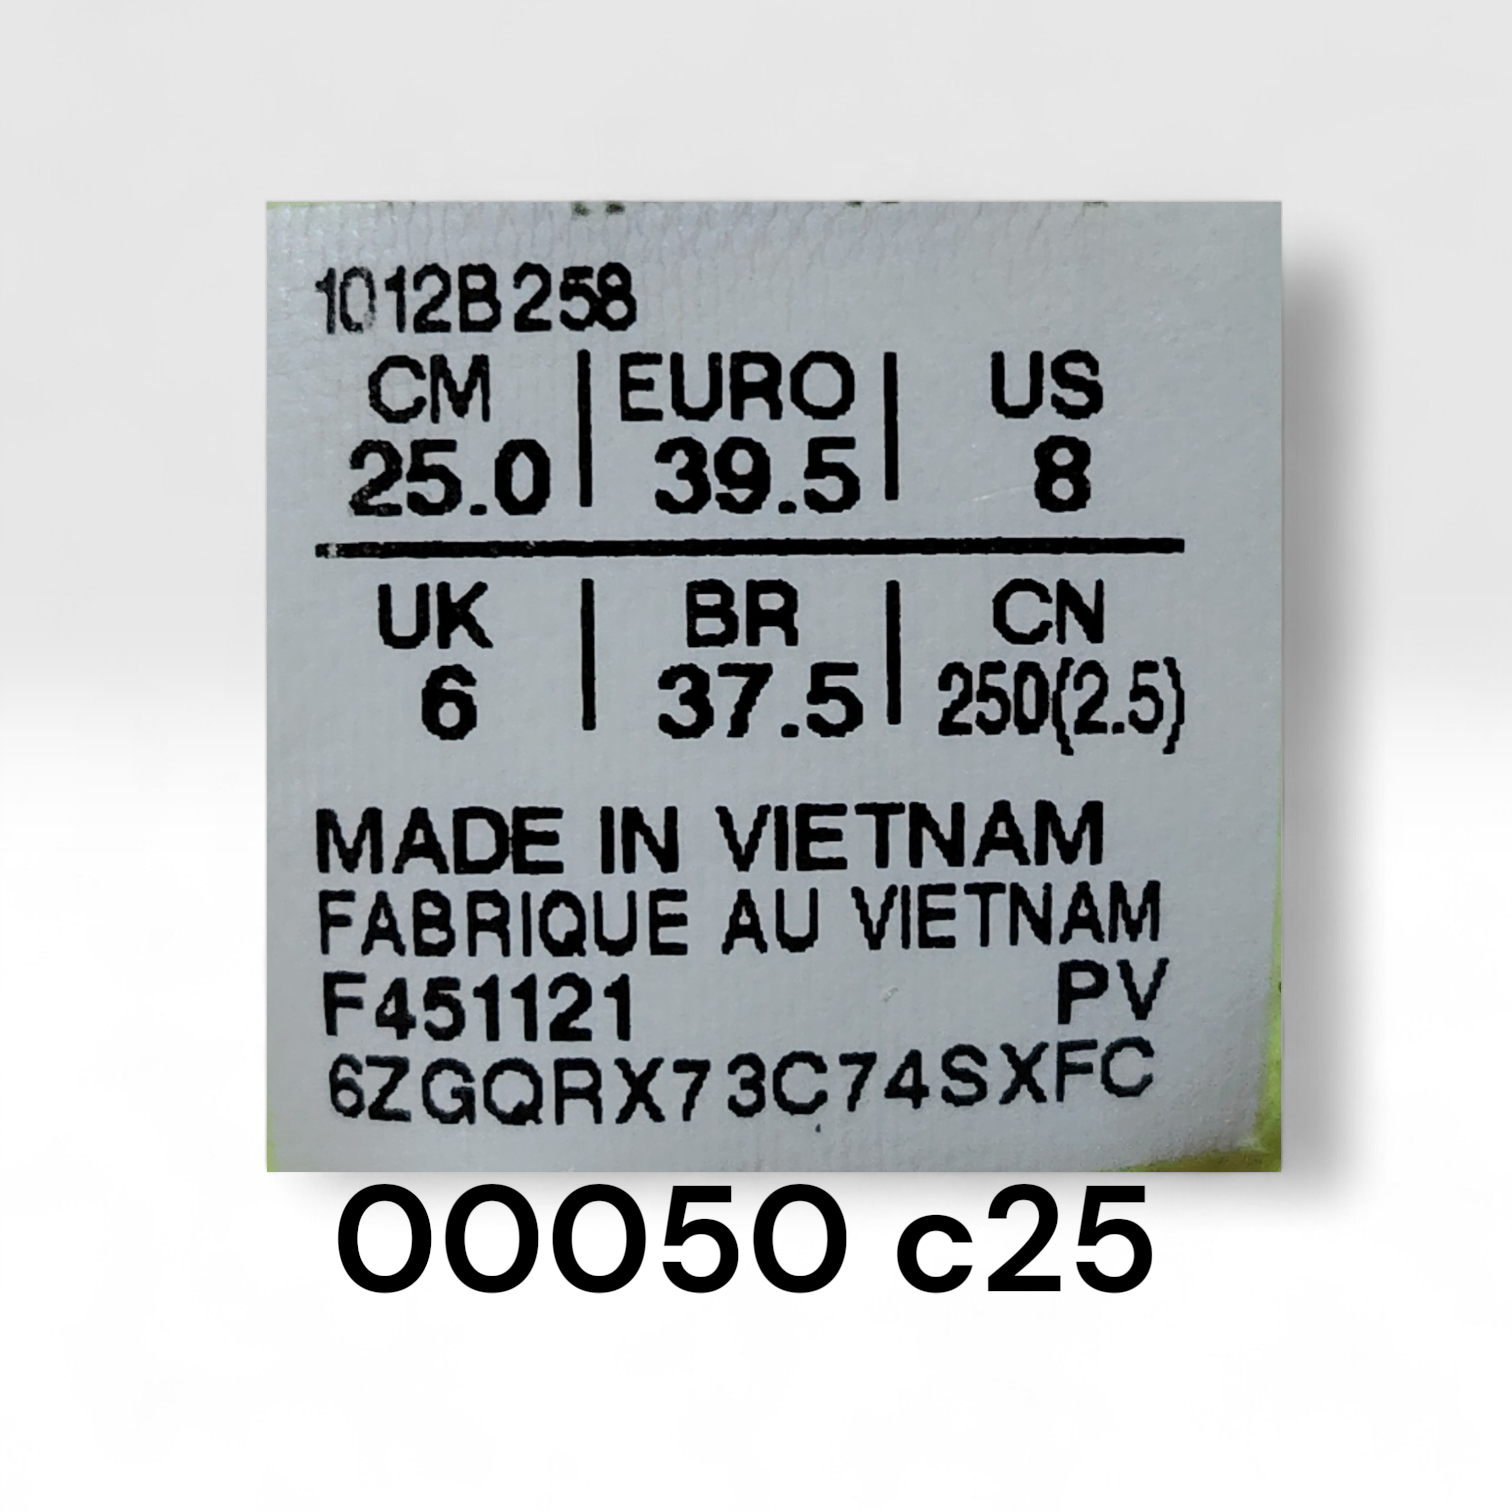 1012B258
CM | EURO | US
25.0 | 39.5 | 8
UK | BR | CN
6 | 37.5 | 250(2.5)
MADE IN VIETNAM
FABRIQUE AU VIETNAM
F451121 PV
6ZGQRX73C74SXFC
00050 c25